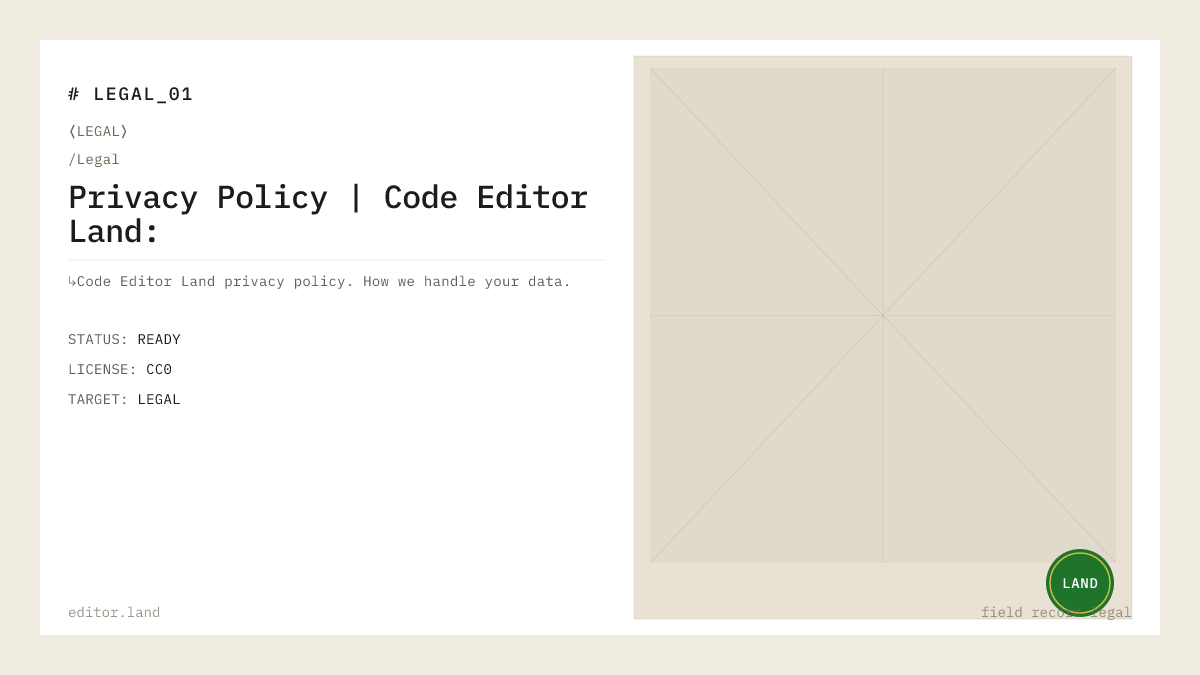 # LEGAL_01
⟨LEGAL⟩
/Legal
Privacy Policy | Code Editor
Land:
↳Code Editor Land privacy policy. How we handle your data.
STATUS: READY
LICENSE: CC0
TARGET: LEGAL
LAND
editor.land
field record legal